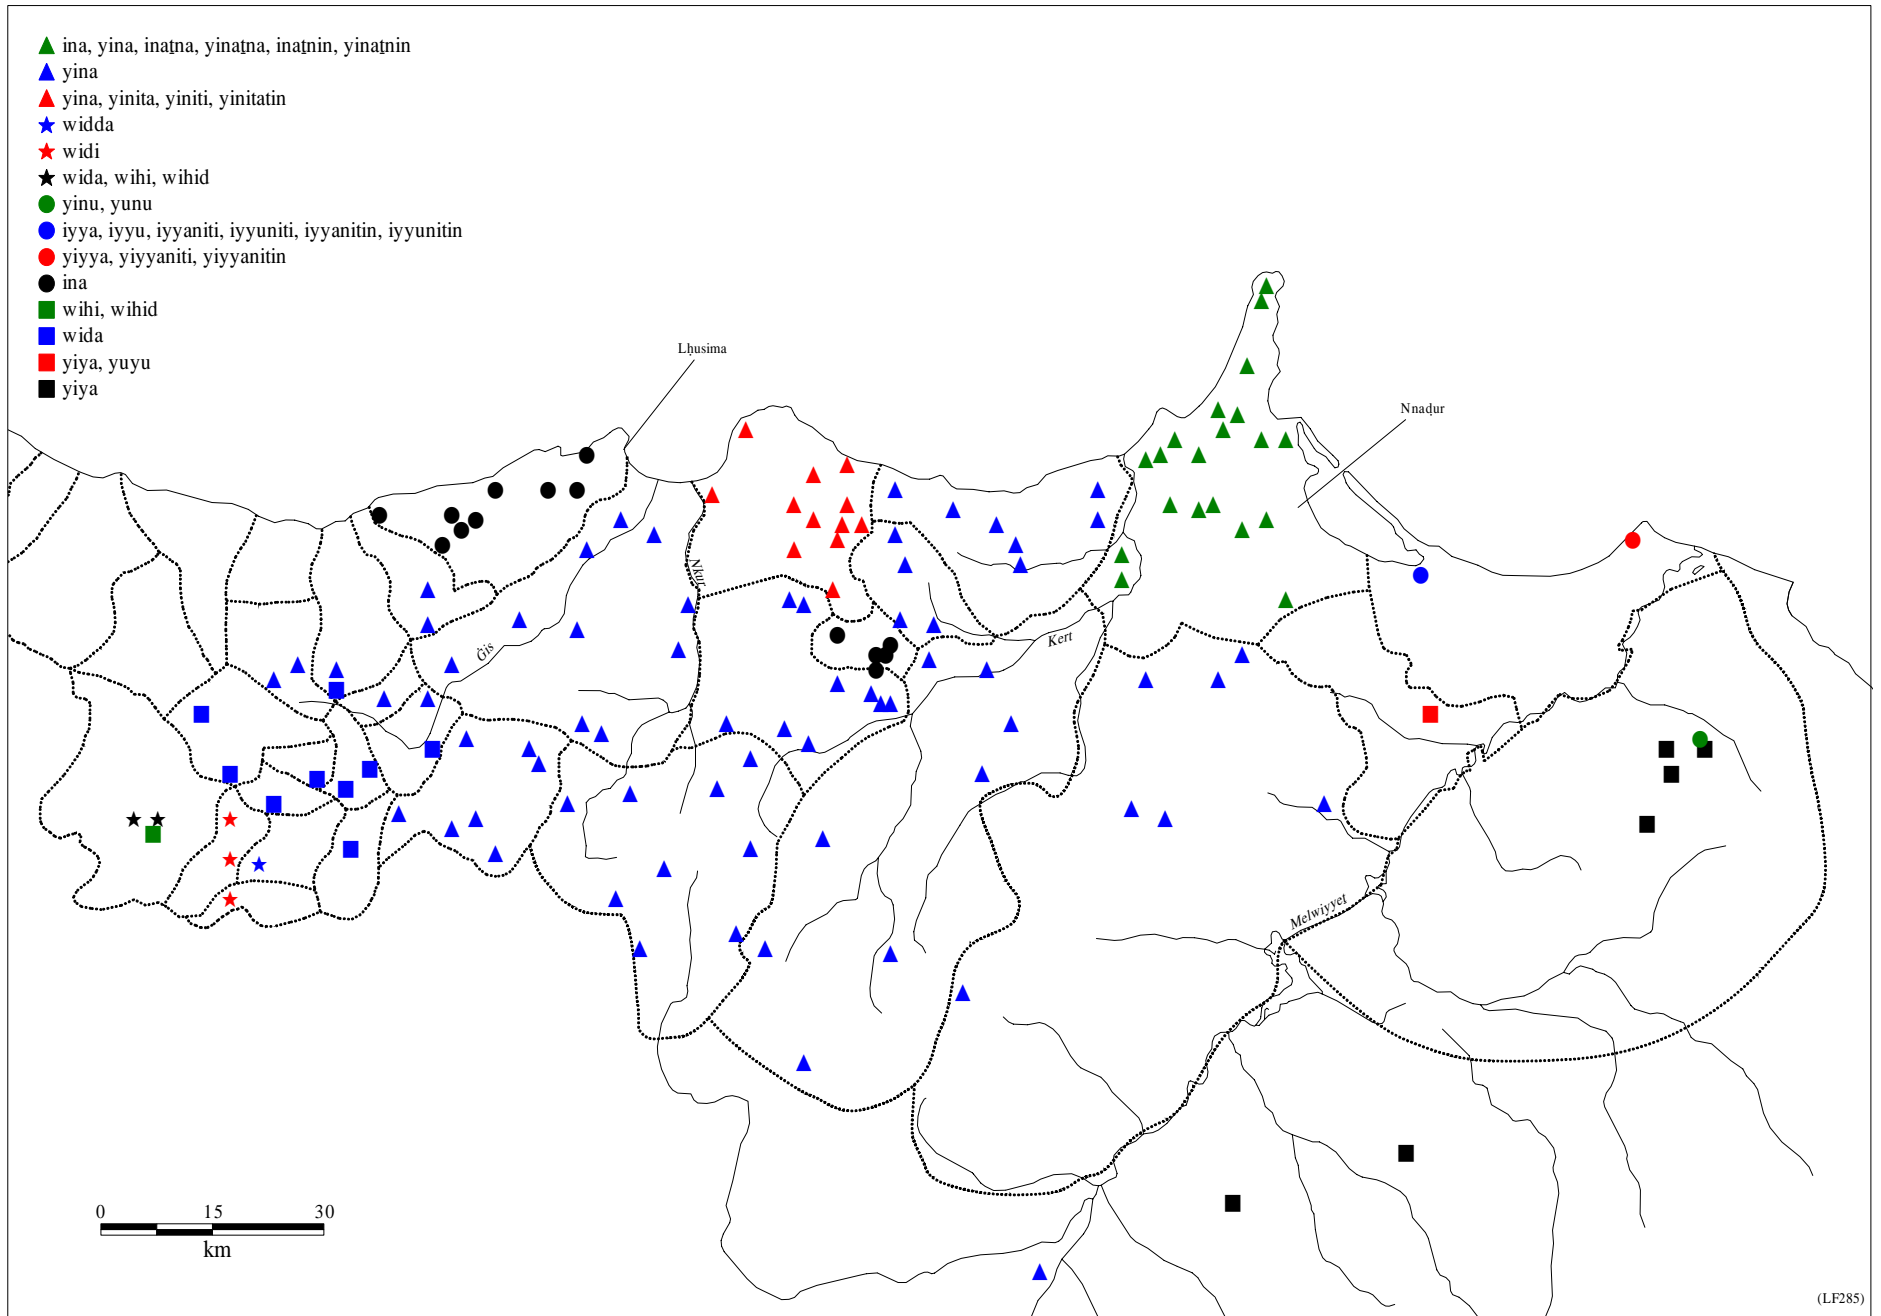 ina, yina, inaṯna, yinaṯna, inaṯnin, yinaṯnin
yina
yina, yinita, yiniti, yinitatin
widda
widi
wida, wihi, wihid
yinu, yunu
iyya, iyyu, iyyaniti, iyyuniti, iyyanitin, iyyunitin
yiyya, yiyyaniti, yiyyanitin
ina
wihi, wihid
wida
yiya, yuyu
yiya
Lḥusima
Nnaḍur
Nkur
Ġis
Kert
Melwiyyet
0 15 30
km
(LF285)